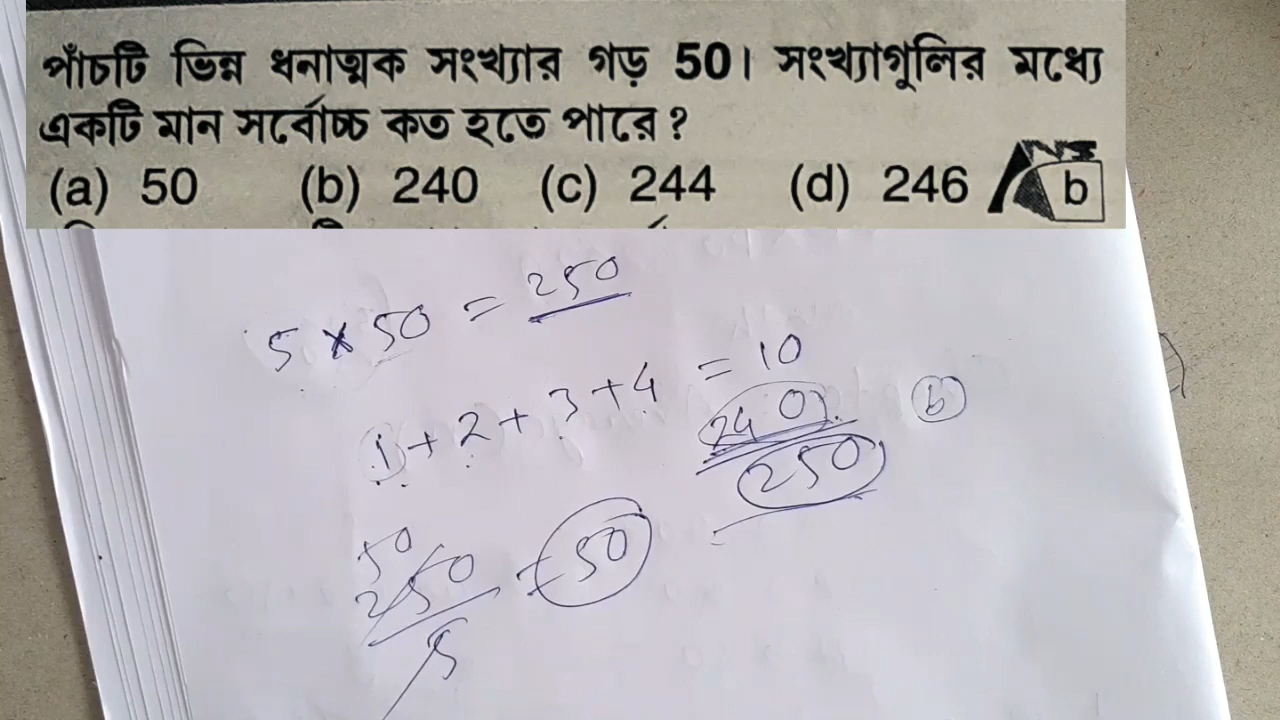 পাঁচটি ভিন্ন ধনাত্মক সংখ্যার গড় 50। সংখ্যাগুলির মধ্যে
একটি মান সর্বোচ্চ কত হতে পারে?
(a) 50 (b) 240 (c) 244 (d) 246 b
5 x 50 = 250
1 + 2 + 3 + 4 = 10
240 b
250
50
250 = 50
5